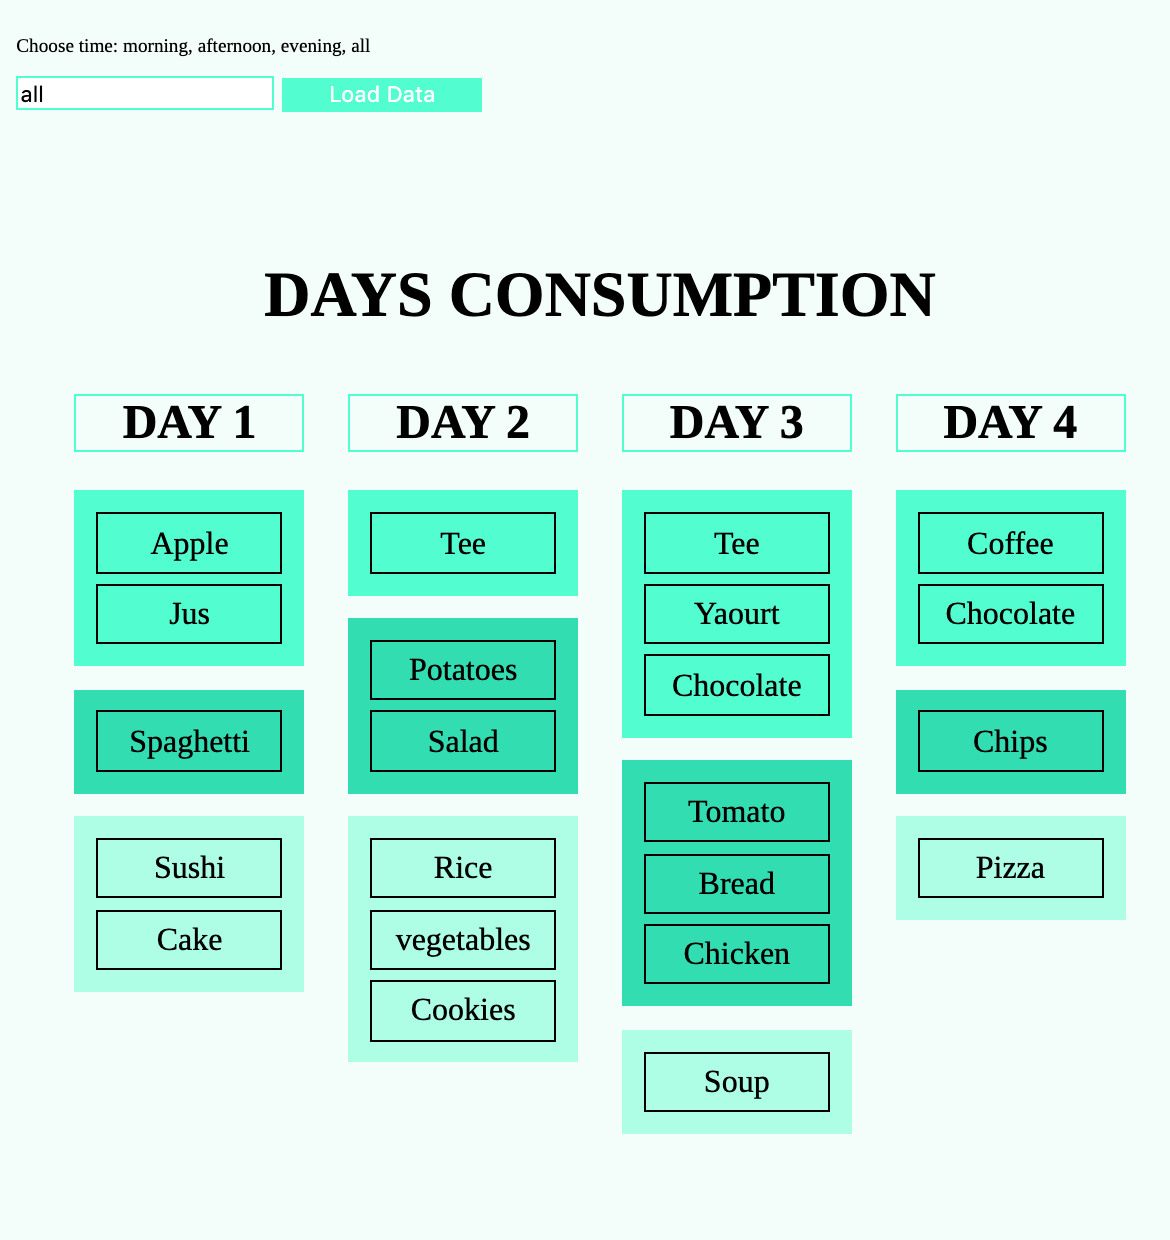 Choose time: morning, afternoon, evening, all
all
Load Data
DAYS CONSUMPTION
DAY 1
Apple
Jus
Spaghetti
Sushi
Cake
DAY 2
Tee
Potatoes
Salad
Rice
vegetables
Cookies
DAY 3
Tee
Yaourt
Chocolate
Tomato
Bread
Chicken
Soup
DAY 4
Coffee
Chocolate
Chips
Pizza